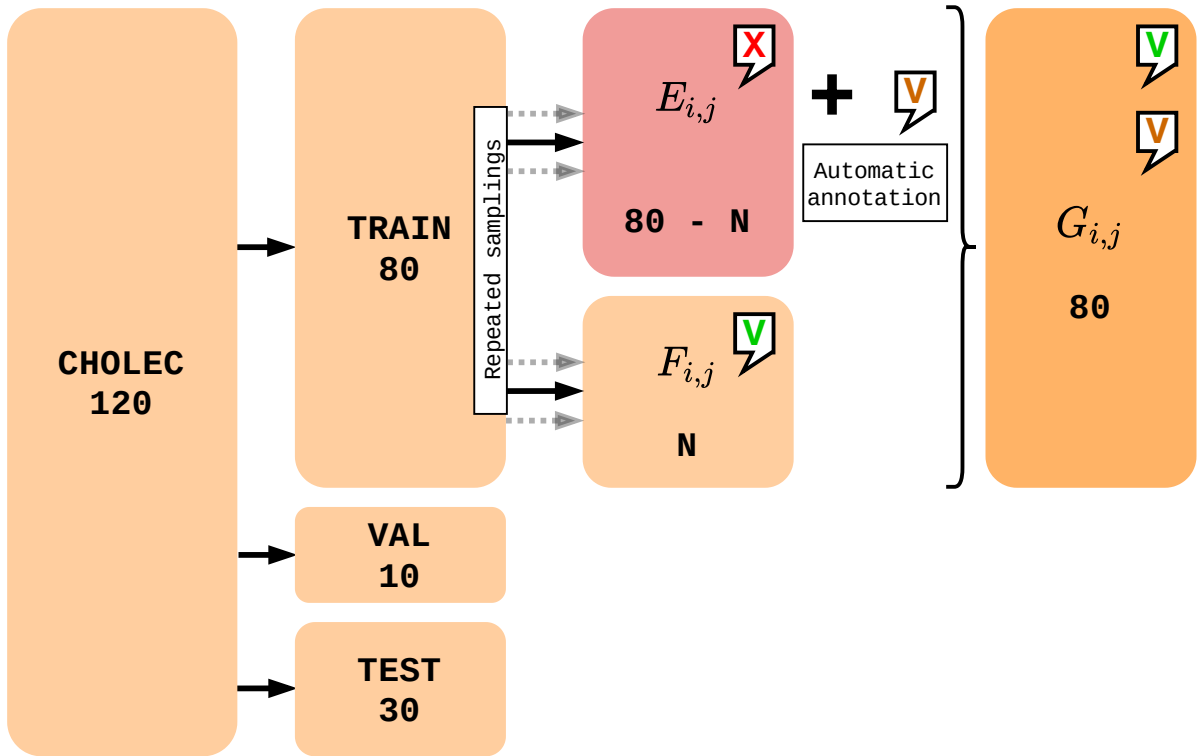 CHOLEC
120
TRAIN
80
VAL
10
TEST
30
Repeated samplings
X
E_{i,j}
80 - N
V
F_{i,j}
N
+
V
Automatic
annotation
V
V
G_{i,j}
80